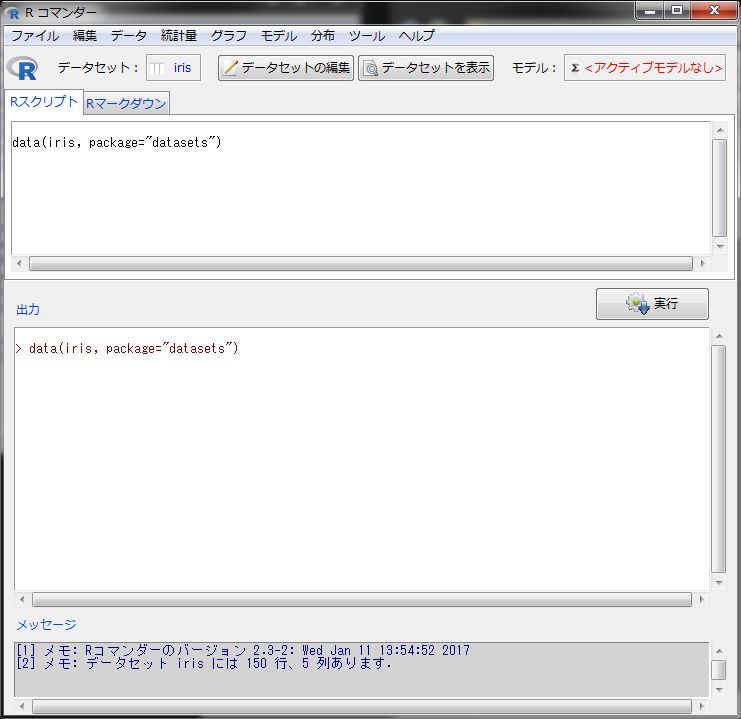 R コマンダー
ファイル 編集 データ 統計量 グラフ モデル 分布 ツール ヘルプ
R データセット: iris データセットの編集 データセットを表示 モデル: Σ <アクティブモデルなし>
Rスクリプト Rマークダウン
data(iris, package="datasets")
実行
出力
> data(iris, package="datasets")
メッセージ
[1] メモ: Rコマンダーのバージョン 2.3-2: Wed Jan 11 13:54:52 2017
[2] メモ: データセット iris には 150 行、5 列あります.